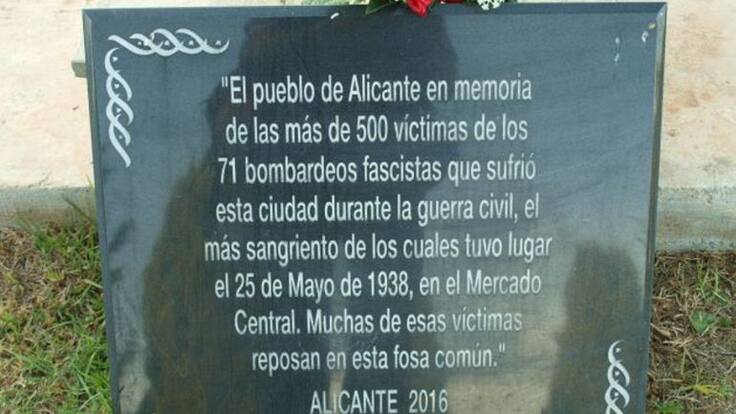 "El pueblo de Alicante en memoria
de las más de 500 víctimas de los
71 bombardeos fascistas que sufrió
esta ciudad durante la guerra civil, el
más sangriento de los cuales tuvo lugar
el 25 de Mayo de 1938, en el Mercado
Central. Muchas de esas víctimas
reposan en esta fosa común."
ALICANTE 2016